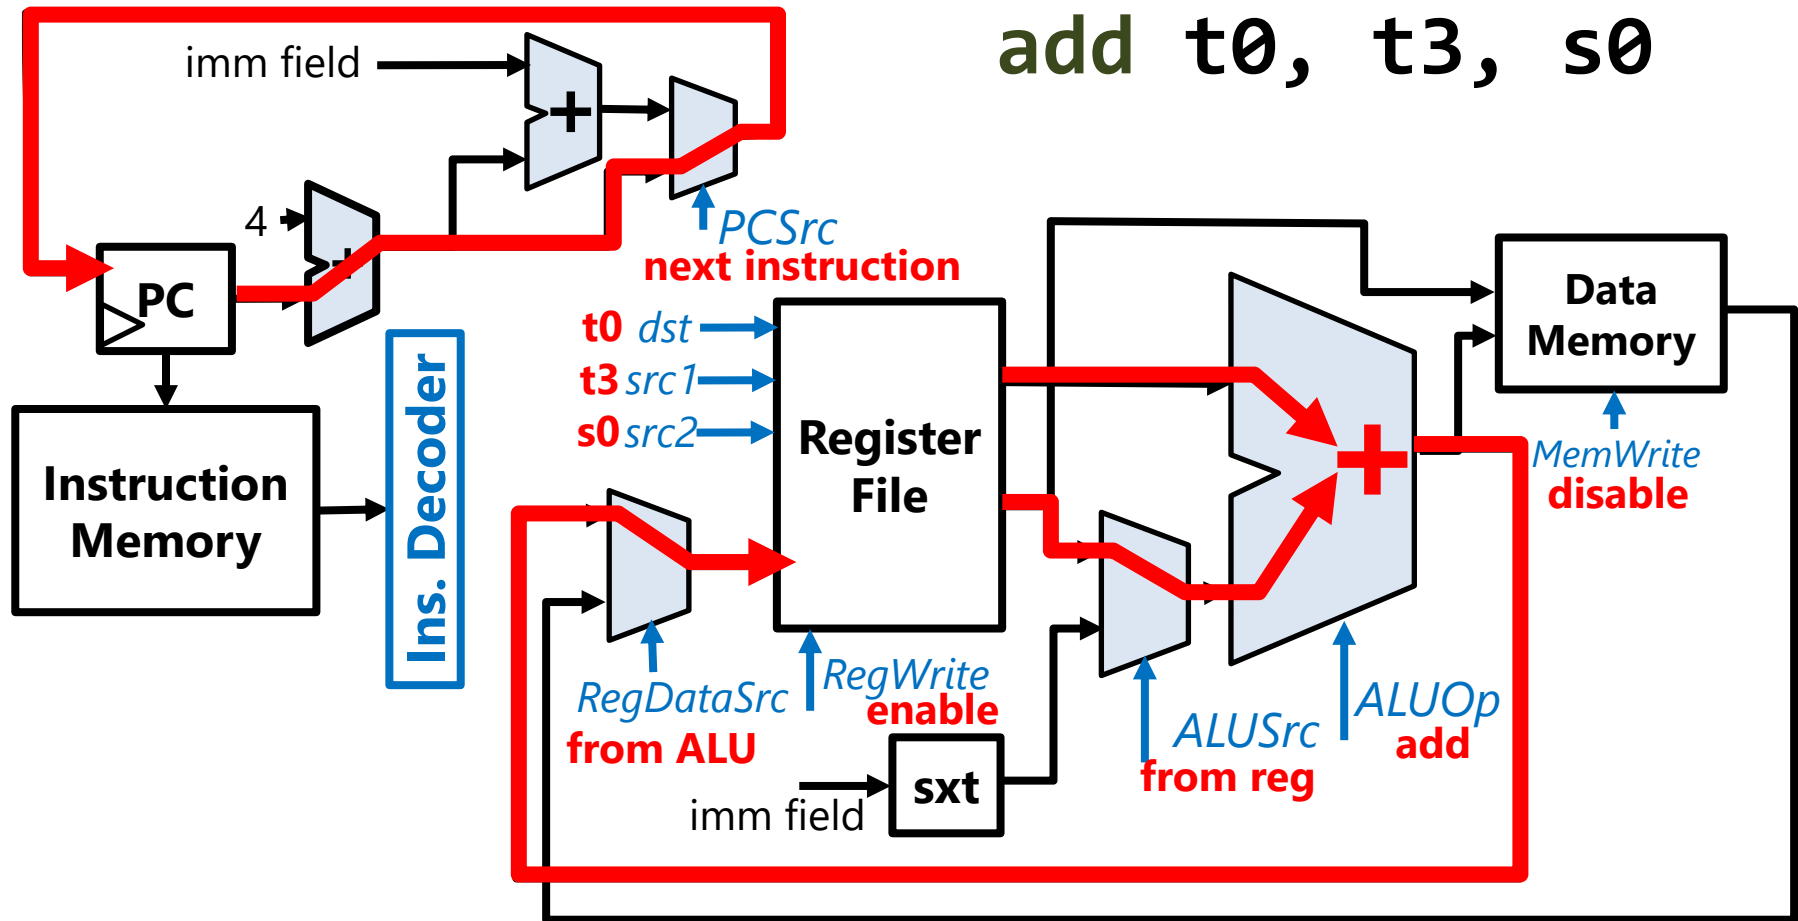 add t0, t3, s0
imm field
+
4
+
PCSrc
next instruction
PC
Instruction
Memory
Ins. Decoder
t0 dst
t3 src1
s0 src2
Register
File
+
Data
Memory
MemWrite
disable
RegDataSrc
from ALU
RegWrite
enable
ALUSrc
from reg
ALUOp
add
sxt
imm field